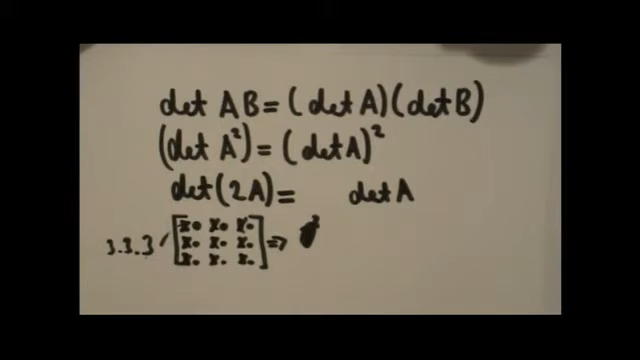 det AB = (det A)(det B)
(det A²) = (det A)²
det(2A) = det A
3.3.3